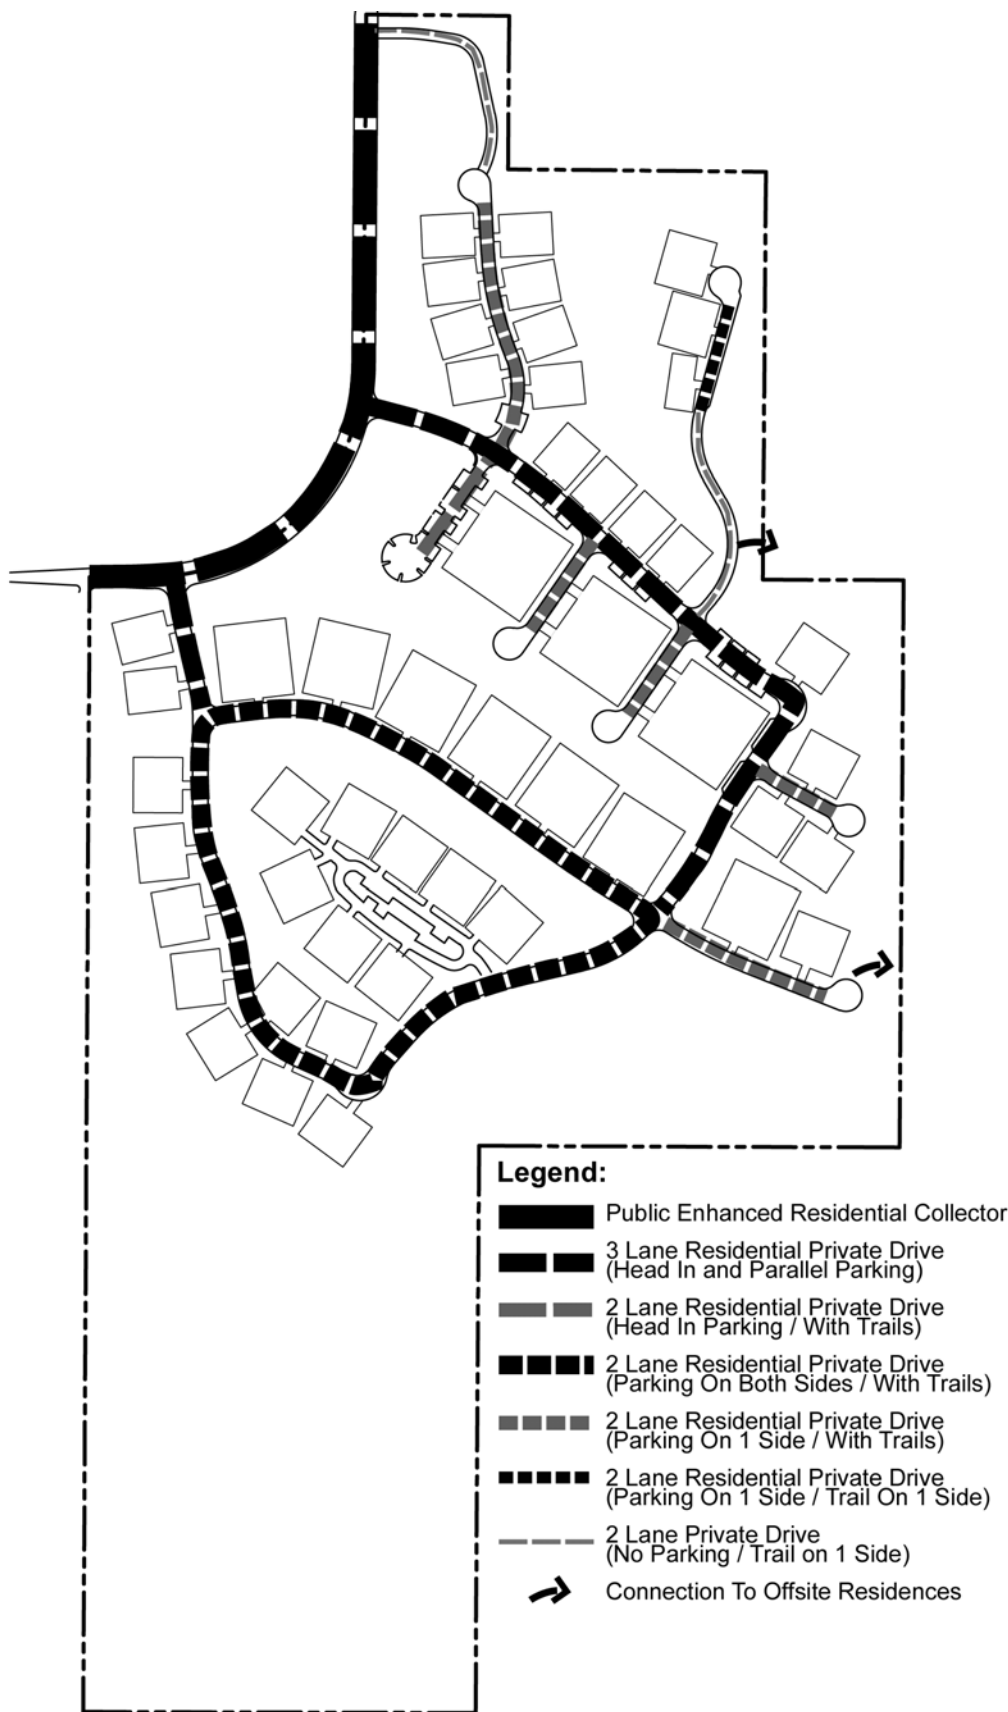 Legend:
Public Enhanced Residential Collector
3 Lane Residential Private Drive
(Head In and Parallel Parking)
2 Lane Residential Private Drive
(Head In Parking / With Trails)
2 Lane Residential Private Drive
(Parking On Both Sides / With Trails)
2 Lane Residential Private Drive
(Parking On 1 Side / With Trails)
2 Lane Residential Private Drive
(Parking On 1 Side / Trail On 1 Side)
2 Lane Private Drive
(No Parking / Trail on 1 Side)
Connection To Offsite Residences